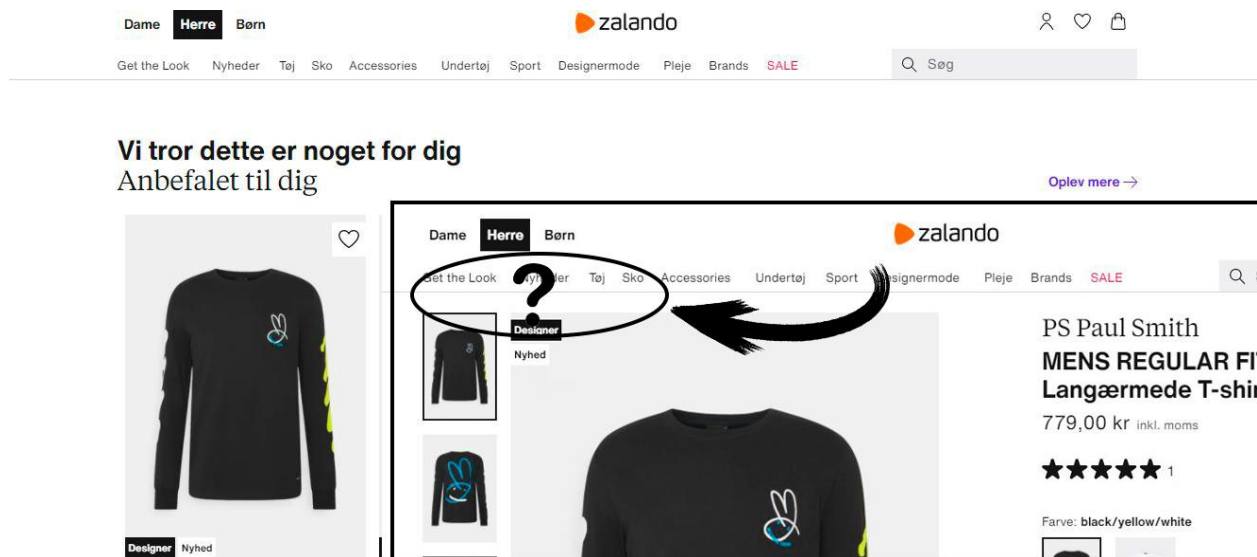 Dame Herre Børn
zalando
Get the Look Nyheder Tøj Sko Accessories Undertøj Sport Designermode Pleje Brands SALE
Søg
Vi tror dette er noget for dig
Anbefalet til dig
Oplev mere →
Designer Nyhed
Dame Herre Børn
zalando
Get the Look Tøj Sko Accessories Undertøj Sport Pleje Brands SALE
?
Designer
Nyhed
PS Paul Smith
MENS REGULAR
Langærmede
779,00 kr inkl. moms
1
Farve: black/yellow/white